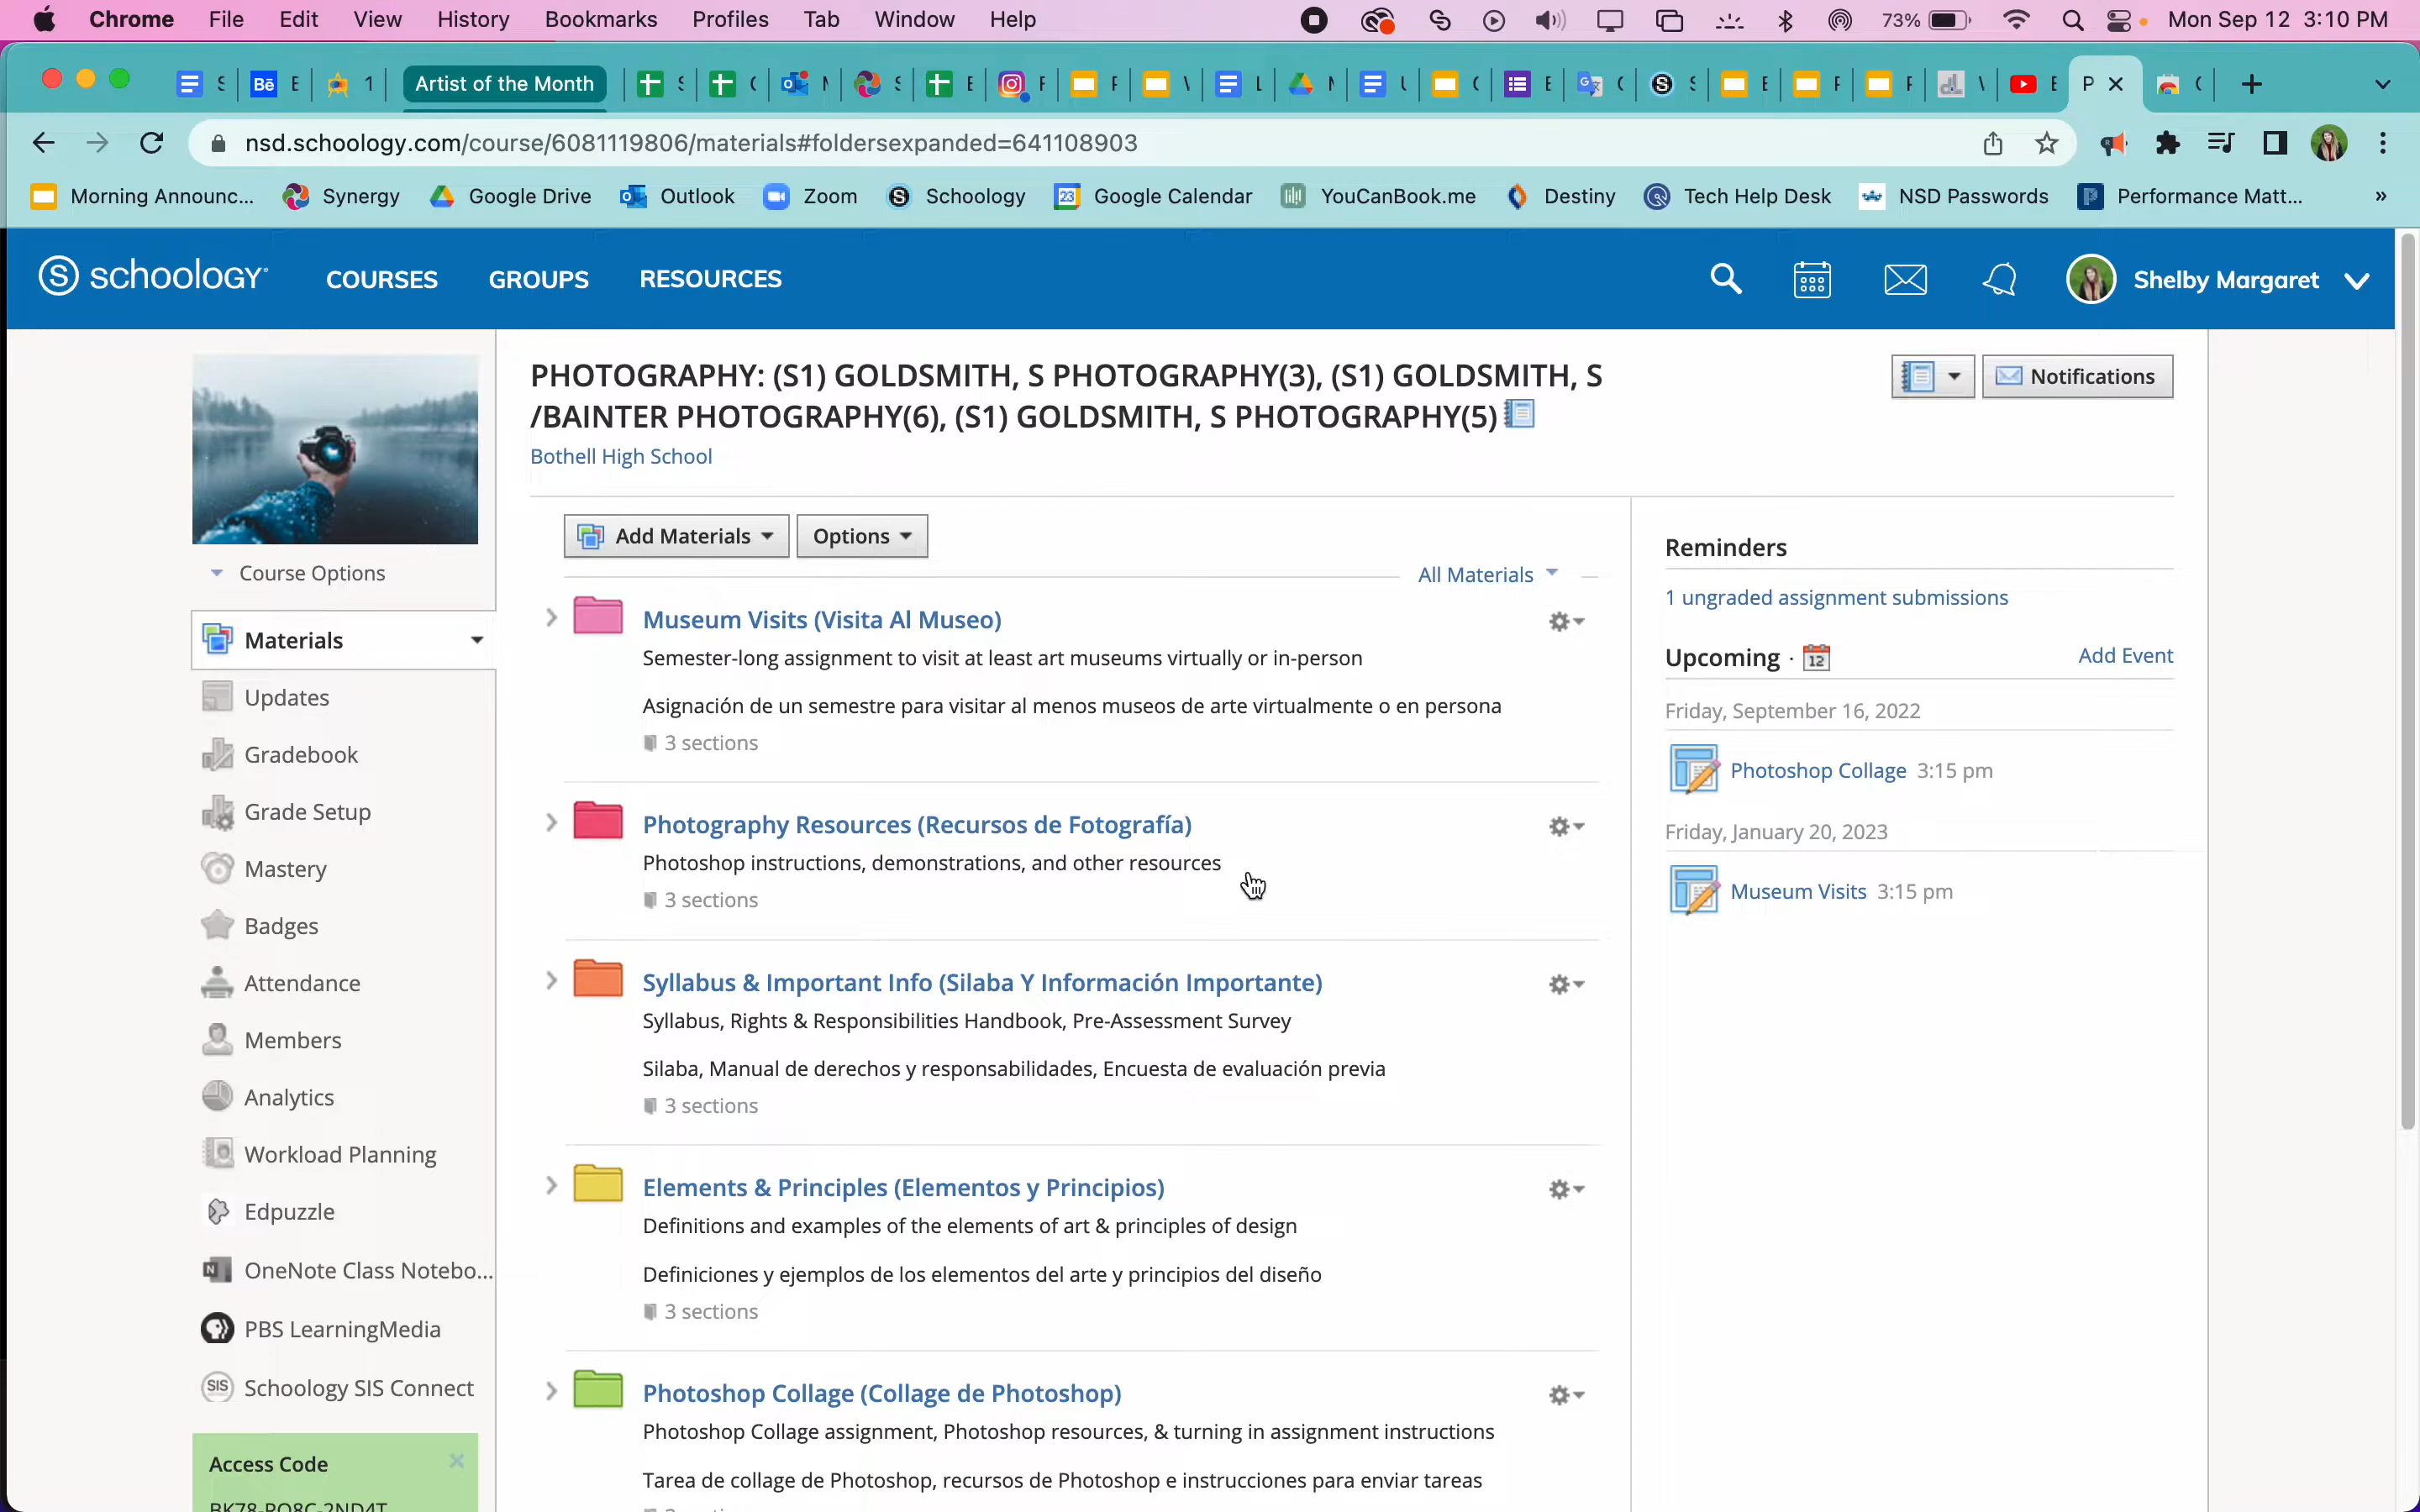 Chrome File Edit View History Bookmarks Profiles Tab Window Help 73% Mon Sep 12 3:10 PM
Artist of the Month
nsd.schoology.com/course/6081119806/materials#foldersexpanded=641108903
Morning Announc... Synergy Google Drive Outlook Zoom Schoology Google Calendar YouCanBook.me Destiny Tech Help Desk NSD Passwords Performance Matt... »
schoology COURSES GROUPS RESOURCES Shelby Margaret
PHOTOGRAPHY: (S1) GOLDSMITH, S PHOTOGRAPHY(3), (S1) GOLDSMITH, S
/BAINTER PHOTOGRAPHY(6), (S1) GOLDSMITH, S PHOTOGRAPHY(5)
Bothell High School
Notifications
Course Options
Materials
Updates
Gradebook
Grade Setup
Mastery
Badges
Attendance
Members
Analytics
Workload Planning
Edpuzzle
OneNote Class Notebo...
PBS LearningMedia
Schoology SIS Connect
Access Code
Add Materials Options
All Materials
Museum Visits (Visita Al Museo)
Semester-long assignment to visit at least art museums virtually or in-person
Asignación de un semestre para visitar al menos museos de arte virtualmente o en persona
3 sections
Photography Resources (Recursos de Fotografía)
Photoshop instructions, demonstrations, and other resources
3 sections
Syllabus & Important Info (Silaba Y Información Importante)
Syllabus, Rights & Responsibilities Handbook, Pre-Assessment Survey
Silaba, Manual de derechos y responsabilidades, Encuesta de evaluación previa
3 sections
Elements & Principles (Elementos y Principios)
Definitions and examples of the elements of art & principles of design
Definiciones y ejemplos de los elementos del arte y principios del diseño
3 sections
Photoshop Collage (Collage de Photoshop)
Photoshop Collage assignment, Photoshop resources, & turning in assignment instructions
Tarea de collage de Photoshop, recursos de Photoshop e instrucciones para enviar tareas
Reminders
1 ungraded assignment submissions
Upcoming · 12 Add Event
Friday, September 16, 2022
Photoshop Collage 3:15 pm
Friday, January 20, 2023
Museum Visits 3:15 pm